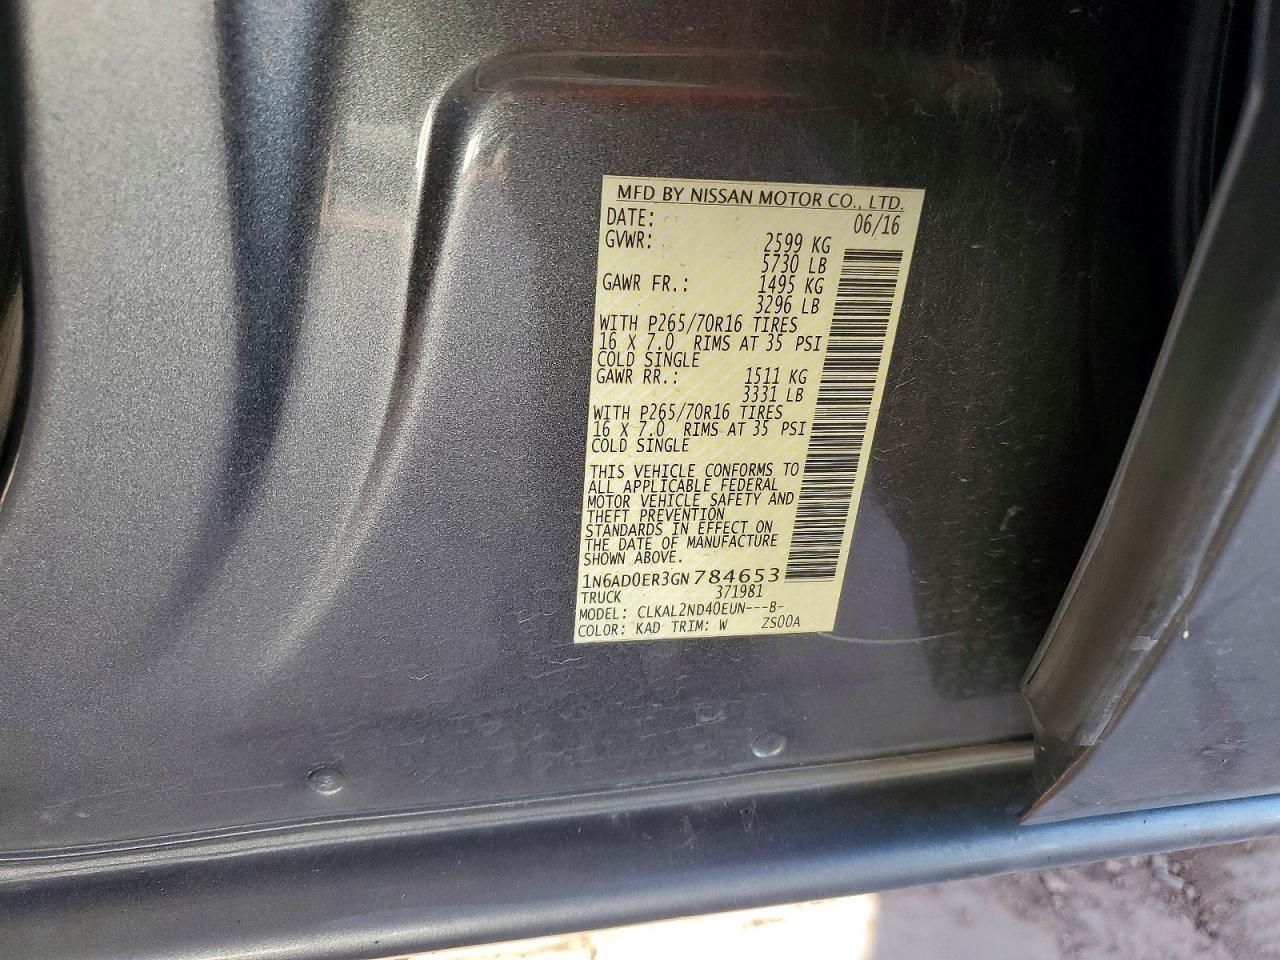 MFD BY NISSAN MOTOR CO., LTD.
DATE: 06/16
GVWR: 2599 KG
5730 LB
GAWR FR.: 1495 KG
3296 LB
WITH P265/70R16 TIRES
16 X 7.0 RIMS AT 35 PSI
COLD SINGLE
GAWR RR.: 1511 KG
3331 LB
WITH P265/70R16 TIRES
16 X 7.0 RIMS AT 35 PSI
COLD SINGLE
THIS VEHICLE CONFORMS TO
ALL APPLICABLE FEDERAL
MOTOR VEHICLE SAFETY AND
THEFT PREVENTION
STANDARDS IN EFFECT ON
THE DATE OF MANUFACTURE
SHOWN ABOVE.
1N6AD0ER3GN784653
TRUCK 371981
MODEL: CLKAL2ND40EUN---B-
COLOR: KAD TRIM: W ZS00A